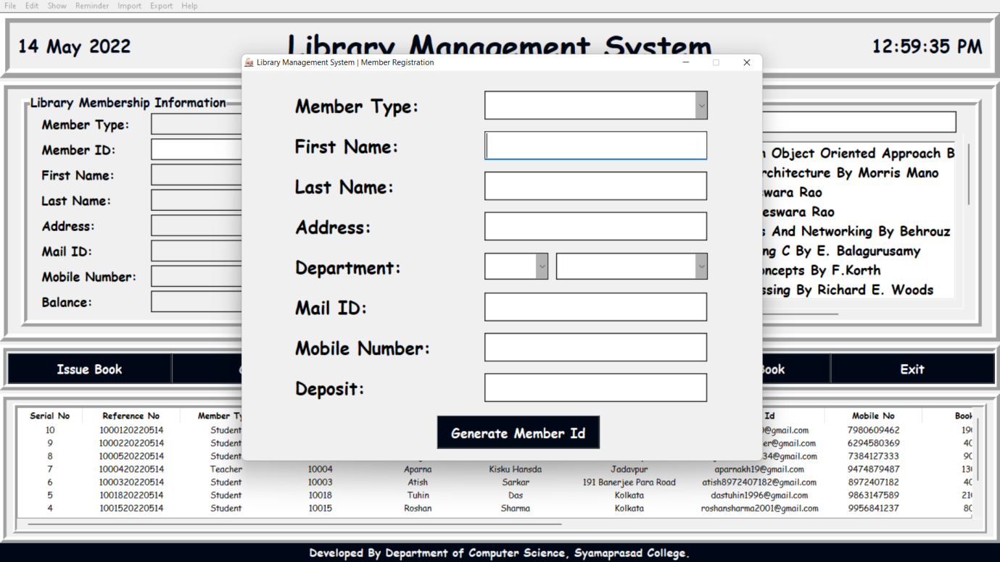 File Edit Show Reminder Import Export Help
14 May 2022 Library Management System 12:59:35 PM
Library Management System | Member Registration
Library Membership Information
Member Type:
Member ID:
First Name:
Last Name:
Address:
Mail ID:
Mobile Number:
Balance:
Member Type:
First Name:
Last Name:
Address:
Department:
Mail ID:
Mobile Number:
Deposit:
Generate Member Id
Object Oriented Approach B
rchitecture By Morris Mano
wara Rao
eswara Rao
And Networking By Behrouz
ng C By E. Balagurusamy
ncepts By F.Korth
ssing By Richard E. Woods
Issue Book ook Exit
Serial No Reference No Member Ty Id Mobile No Book
10 1000120220514 Student @gmail.com 7980609462 190
9 1000220220514 Student er@gmail.com 6294580369 40
8 1000520220514 Student 34@gmail.com 7384127333 90
7 1000420220514 Teacher 10004 Aparna Kisku Hansda Jadavpur aparnakh19@gmail.com 9474879487 130
6 1000320220514 Student 10003 Atish Sarkar 191 Banerjee Para Road atish8972407182@gmail.com 8972407182 40
5 1001820220514 Student 10018 Tuhin Das Kolkata dastuhin1996@gmail.com 9863147589 210
4 1001520220514 Student 10015 Roshan Sharma Kolkata roshansharma2001@gmail.com 9956841237 80
Developed By Department of Computer Science, Syamaprasad College.